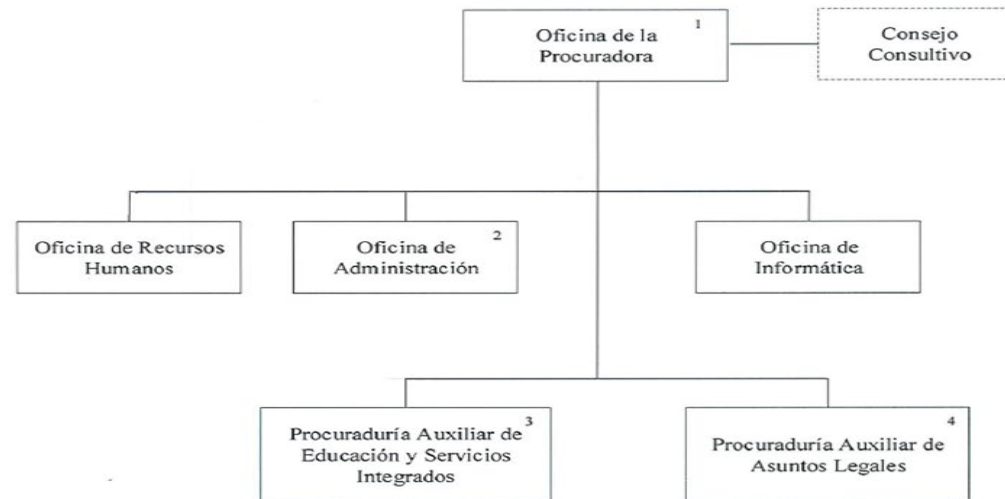 Oficina de la
Procuradora
1
Consejo
Consultivo
Oficina de Recursos
Humanos
Oficina de
Administración
2
Oficina de
Informática
Procuraduría Auxiliar de
Educación y Servicios
Integrados
3
Procuraduría Auxiliar de
Asuntos Legales
4